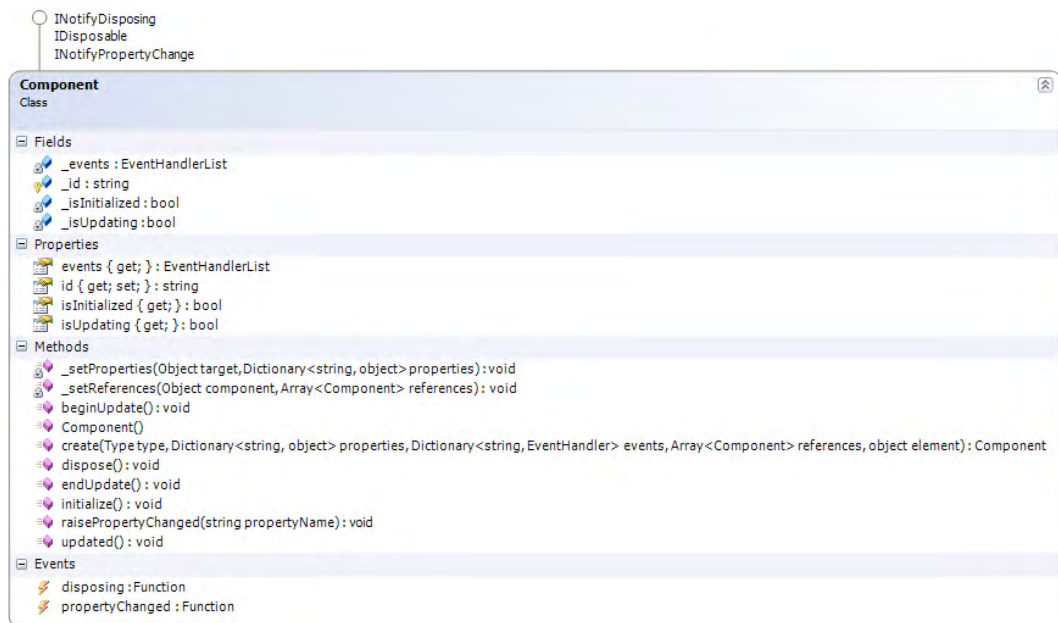 INotifyDisposing
IDisposable
INotifyPropertyChange
Component
Class
Fields
_events : EventHandlerList
_id : string
_isInitialized : bool
_isUpdating : bool
Properties
events { get; } : EventHandlerList
id { get; set; } : string
isInitialized { get; } : bool
isUpdating { get; } : bool
Methods
_setProperties(Object target, Dictionary<string, object> properties) : void
_setReferences(Object component, Array<Component> references) : void
beginUpdate() : void
Component()
create(Type type, Dictionary<string, object> properties, Dictionary<string, EventHandler> events, Array<Component> references, object element) : Component
dispose() : void
endUpdate() : void
initialize() : void
raisePropertyChanged(string propertyName) : void
updated() : void
Events
disposing : Function
propertyChanged : Function